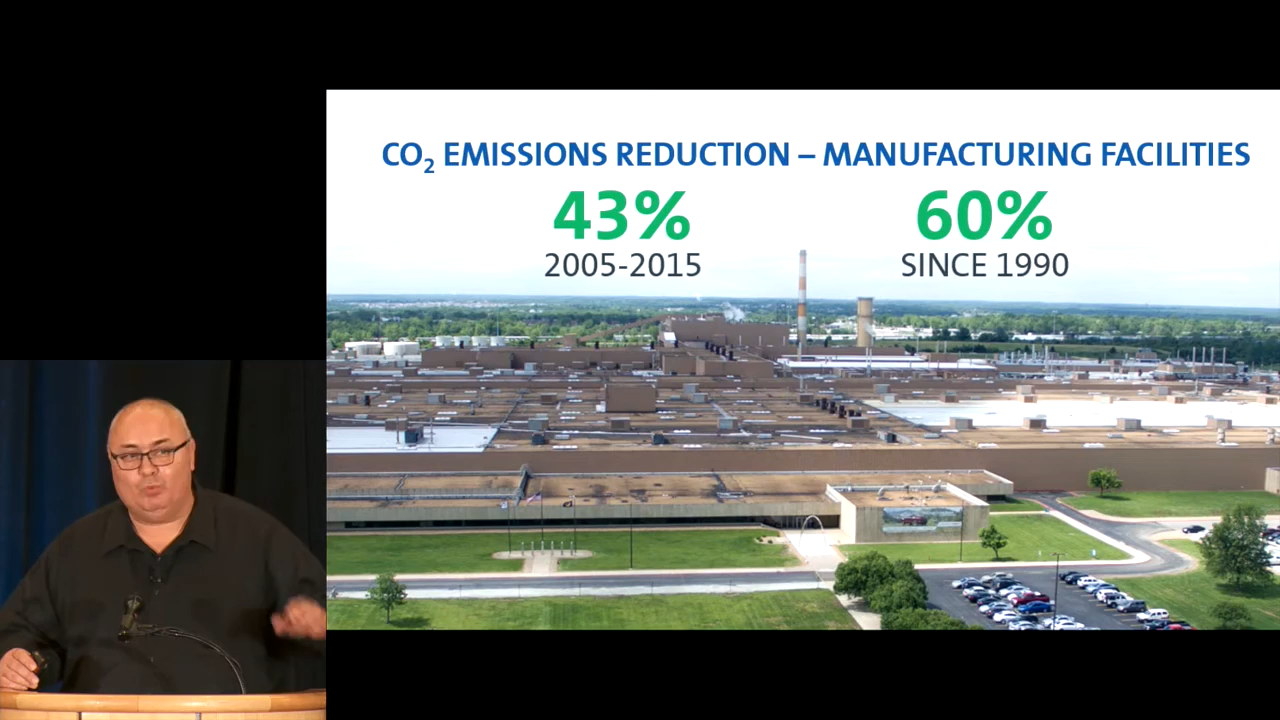 CO₂ EMISSIONS REDUCTION – MANUFACTURING FACILITIES
43%
2005-2015
60%
SINCE 1990